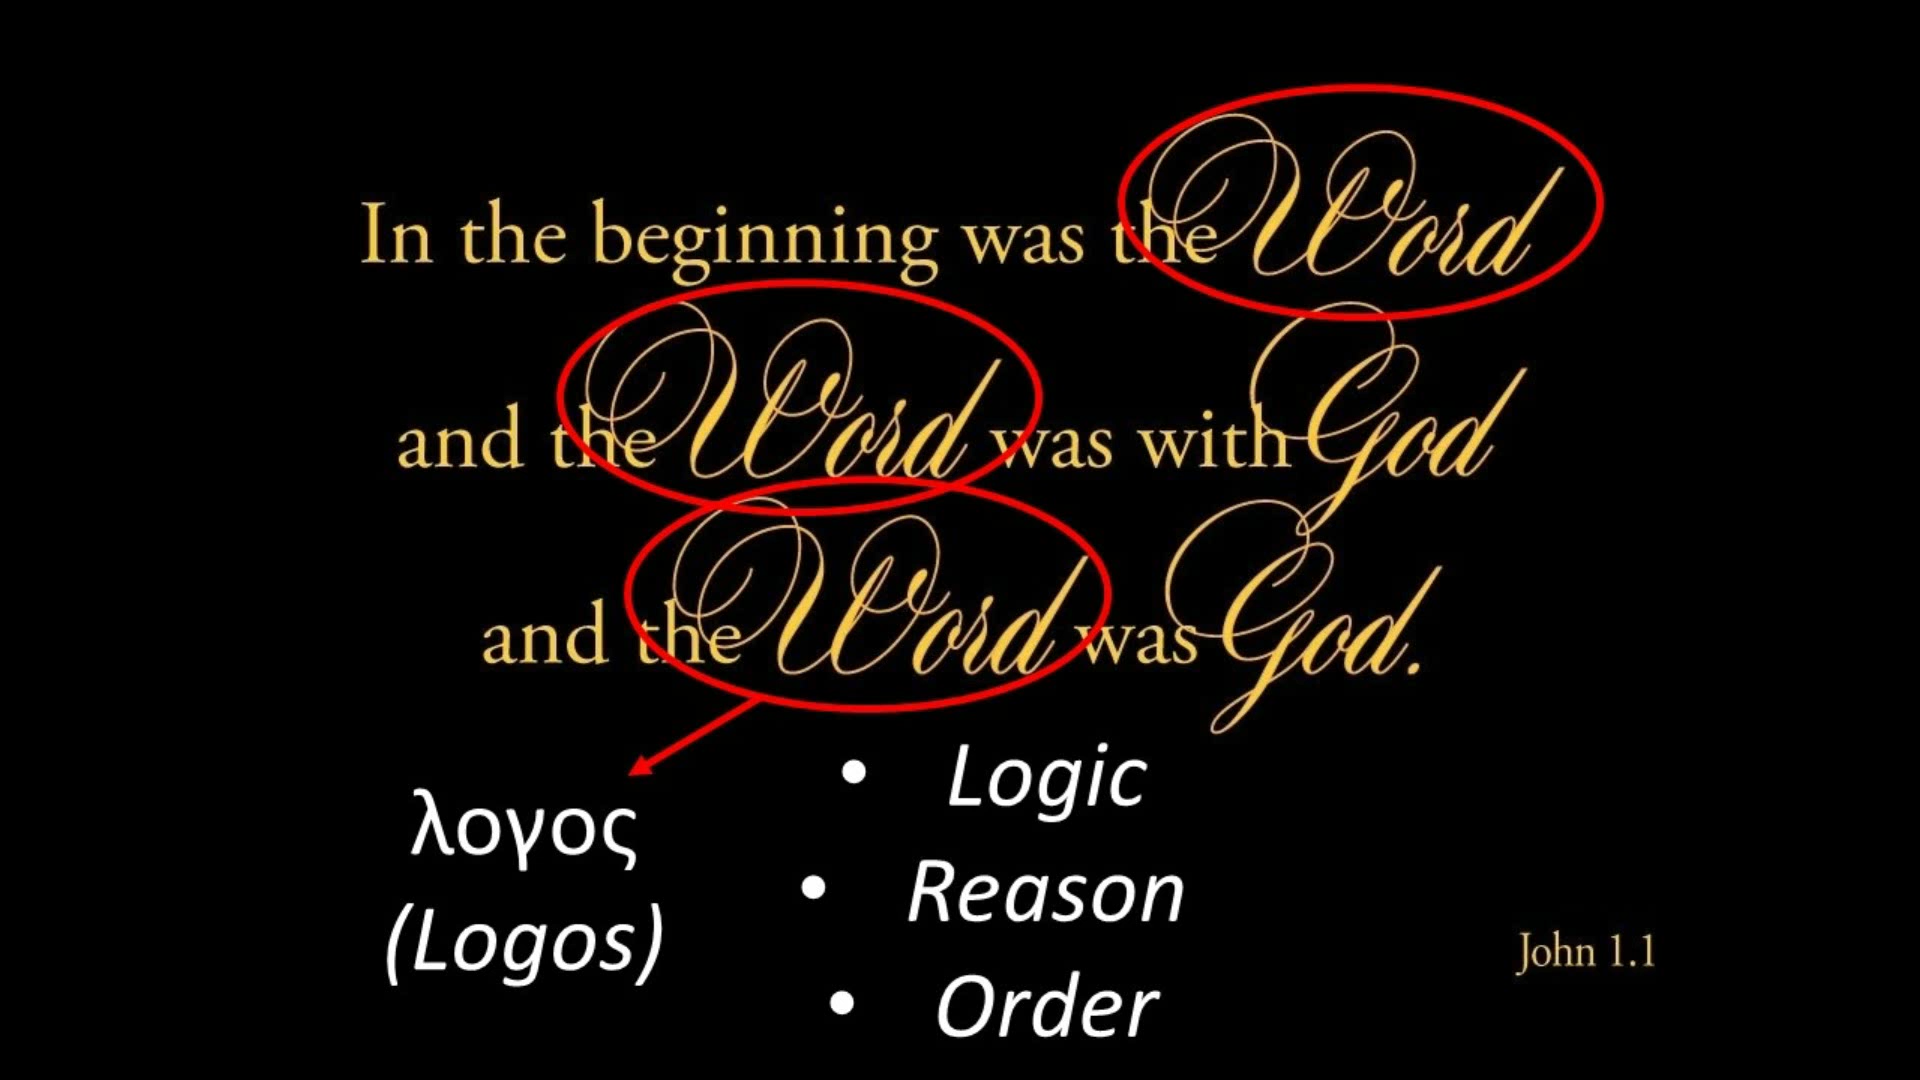 In the beginning was the Word
and the Word was with God
and the Word was God.
λογος
(Logos)
• Logic
• Reason
• Order
John 1.1